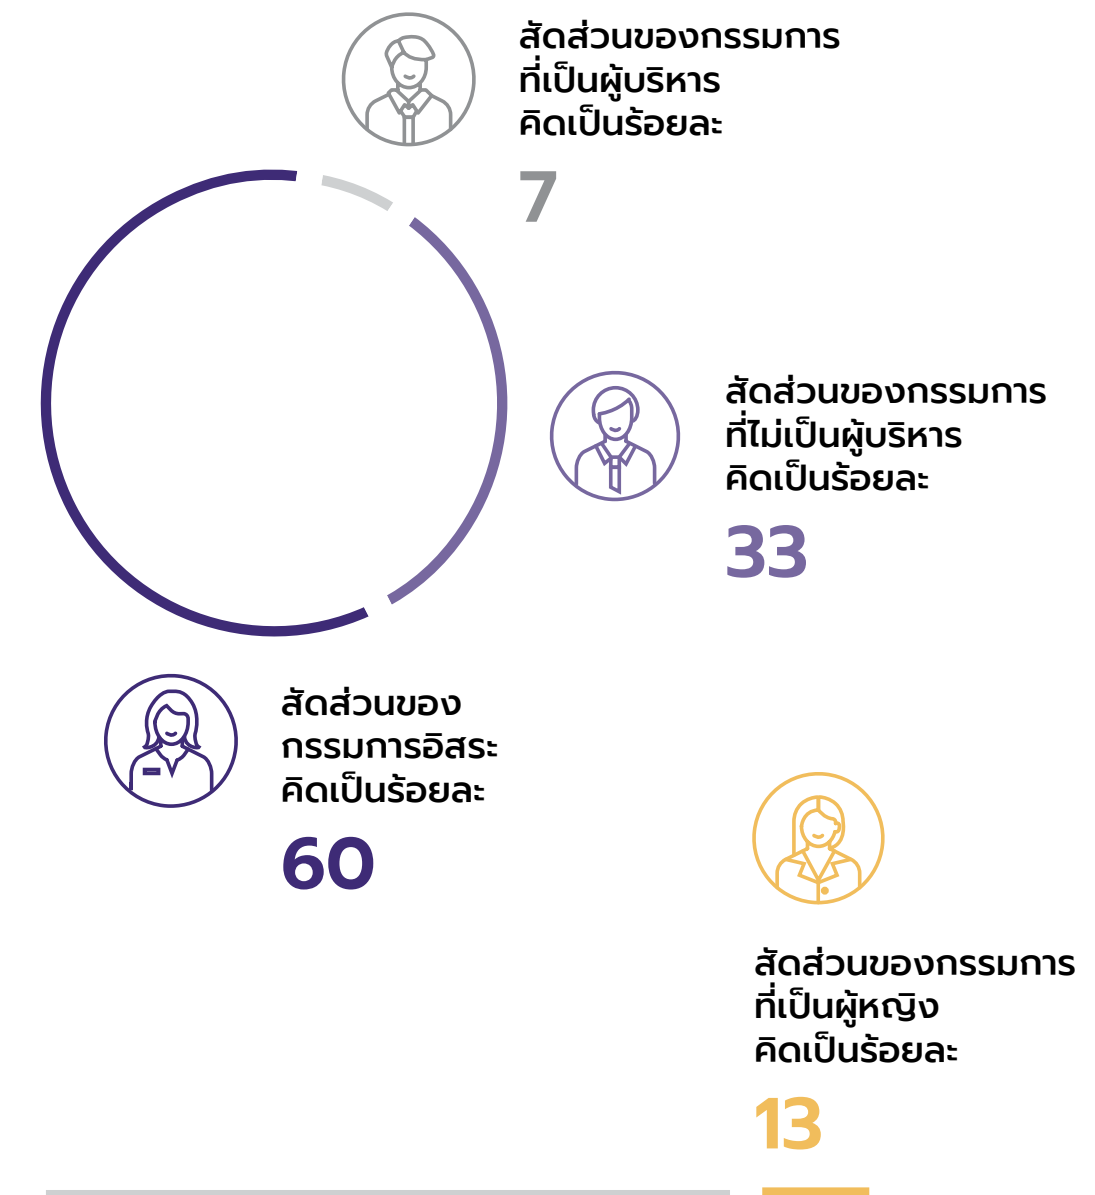 สัดส่วนของกรรมการ
ที่เป็นผู้บริหาร
คิดเป็นร้อยละ
7
สัดส่วนของกรรมการ
ที่ไม่เป็นผู้บริหาร
คิดเป็นร้อยละ
33
สัดส่วนของ
กรรมการอิสระ
คิดเป็นร้อยละ
60
สัดส่วนของกรรมการ
ที่เป็นผู้หญิง
คิดเป็นร้อยละ
13